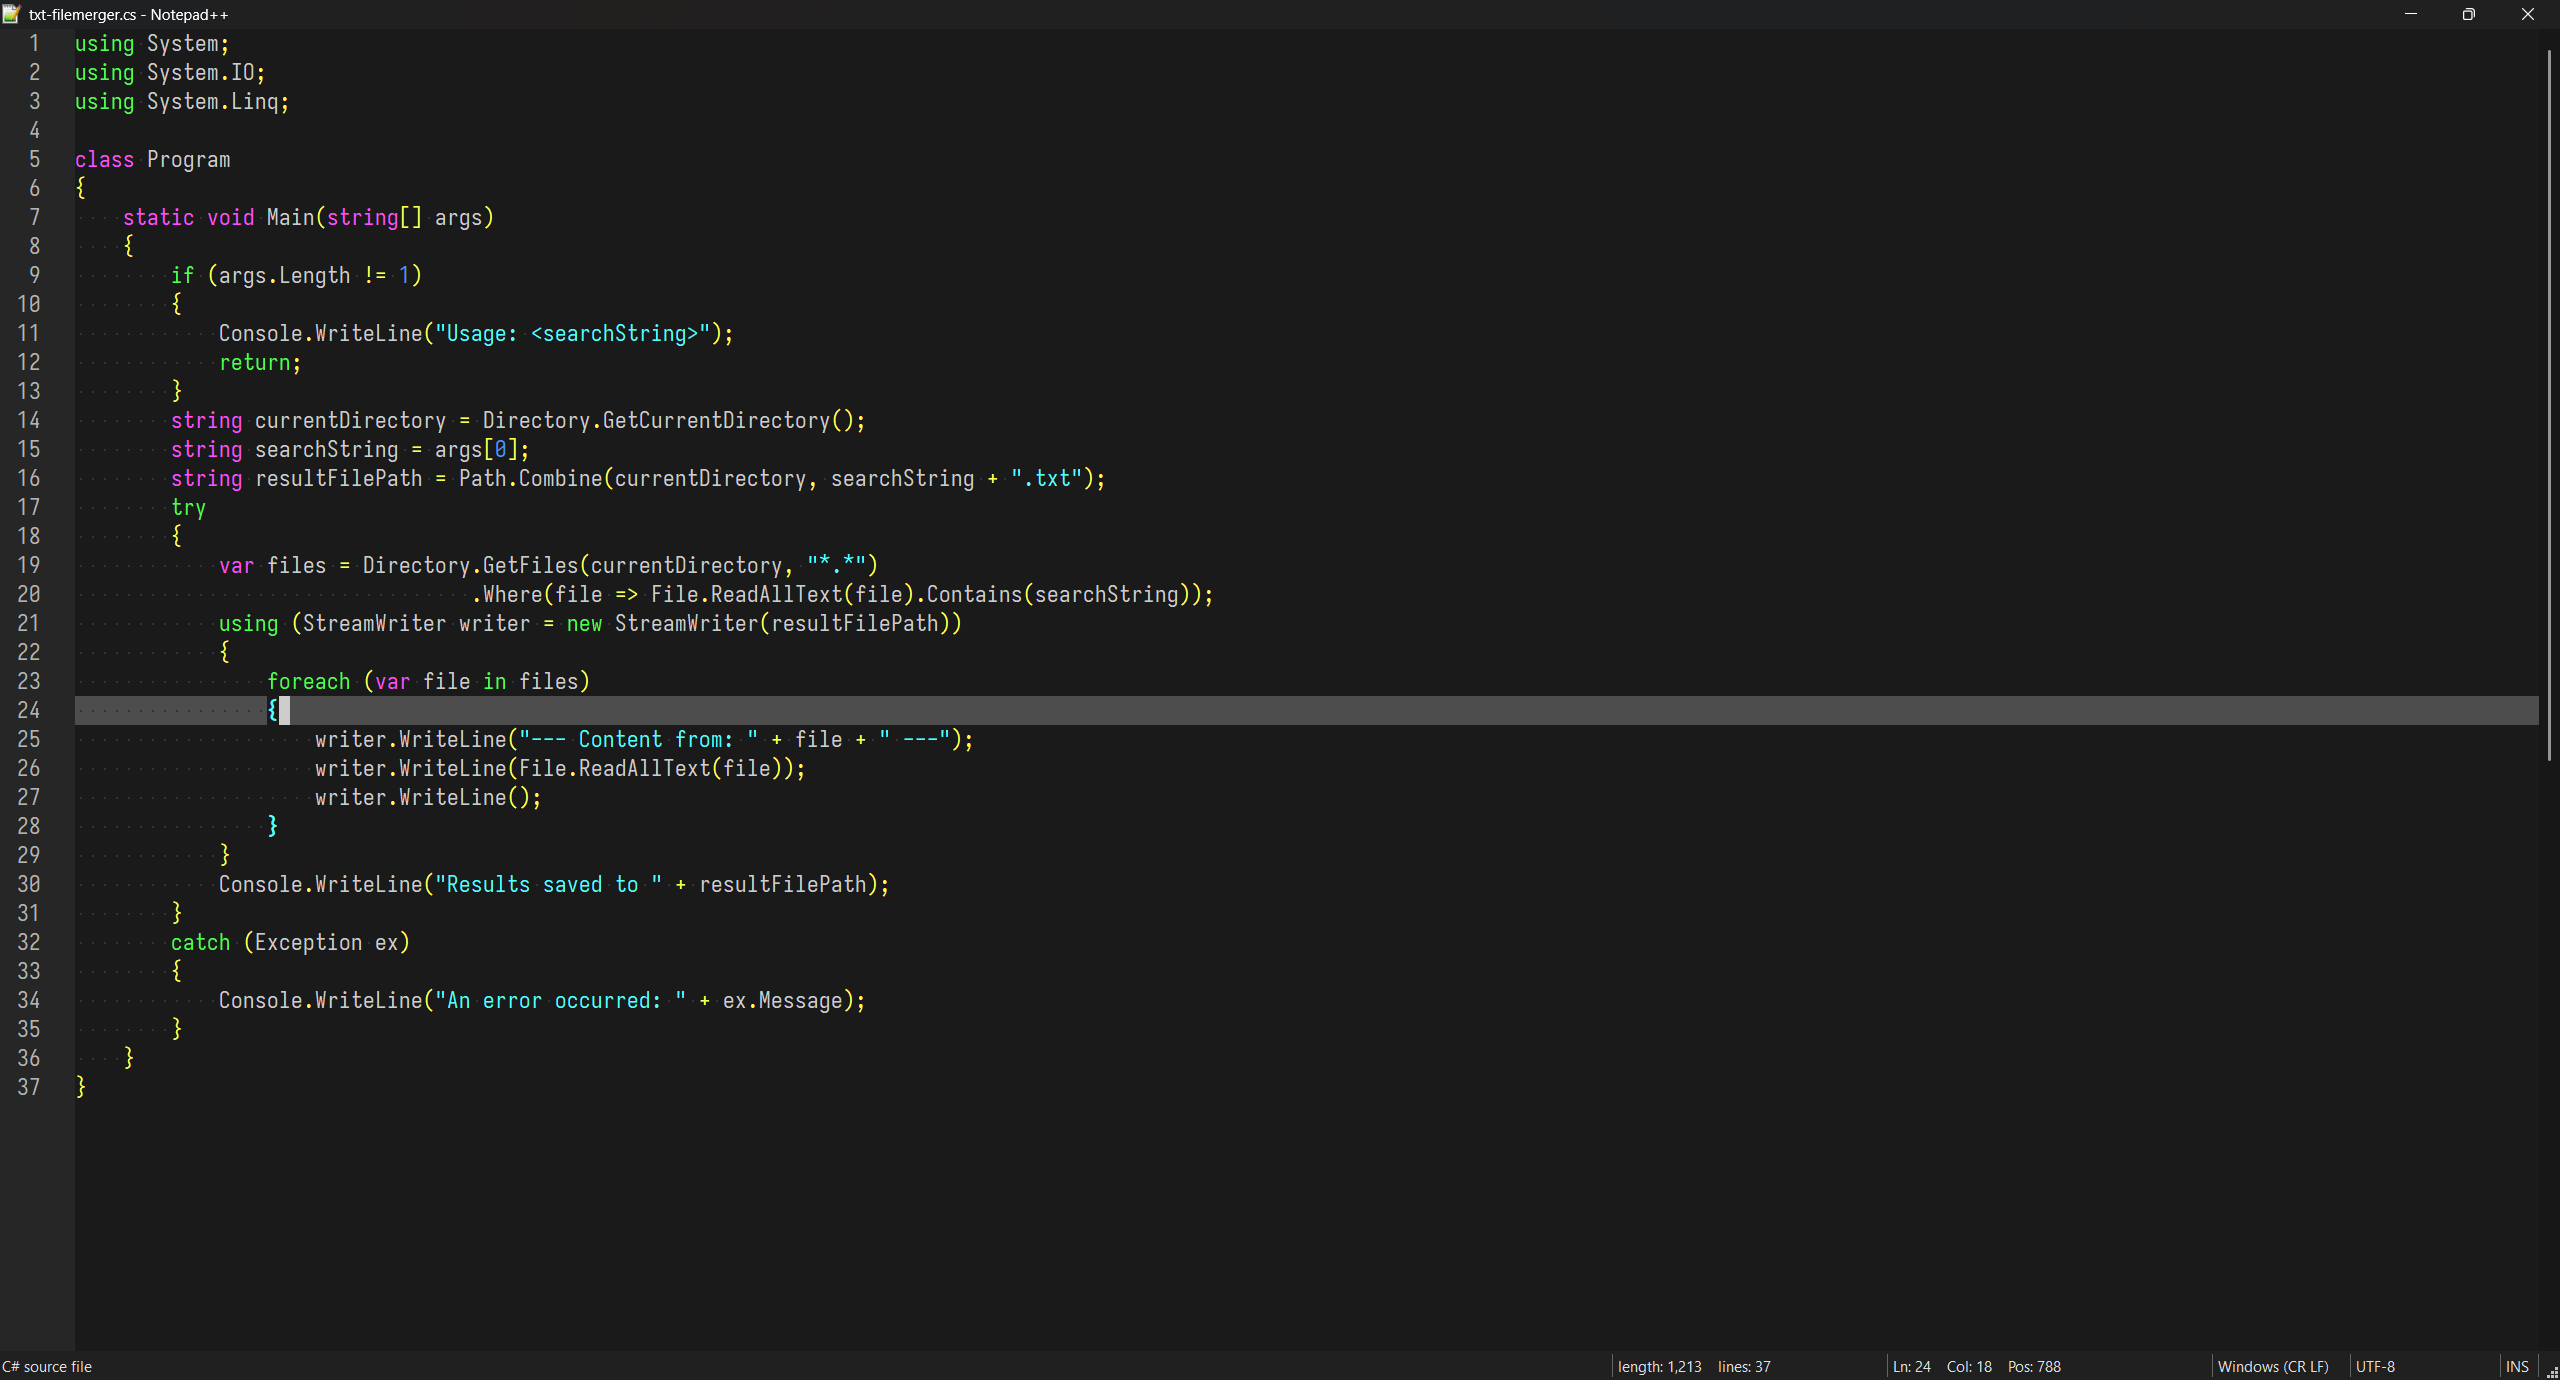 txt-filemerger.cs - Notepad++
1 using System;
2 using System.IO;
3 using System.Linq;
4
5 class Program
6 {
7     static void Main(string[] args)
8     {
9         if (args.Length != 1)
10         {
11             Console.WriteLine("Usage: <searchString>");
12             return;
13         }
14         string currentDirectory = Directory.GetCurrentDirectory();
15         string searchString = args[0];
16         string resultFilePath = Path.Combine(currentDirectory, searchString + ".txt");
17         try
18         {
19             var files = Directory.GetFiles(currentDirectory, "*.*")
20                                  .Where(file => File.ReadAllText(file).Contains(searchString));
21             using (StreamWriter writer = new StreamWriter(resultFilePath))
22             {
23                 foreach (var file in files)
24                 {
25                     writer.WriteLine("--- Content from: " + file + " ---");
26                     writer.WriteLine(File.ReadAllText(file));
27                     writer.WriteLine();
28                 }
29             }
30             Console.WriteLine("Results saved to " + resultFilePath);
31         }
32         catch (Exception ex)
33         {
34             Console.WriteLine("An error occurred: " + ex.Message);
35         }
36     }
37 }
C# source file length: 1,213 lines: 37 Ln: 24 Col: 18 Pos: 788 Windows (CR LF) UTF-8 INS